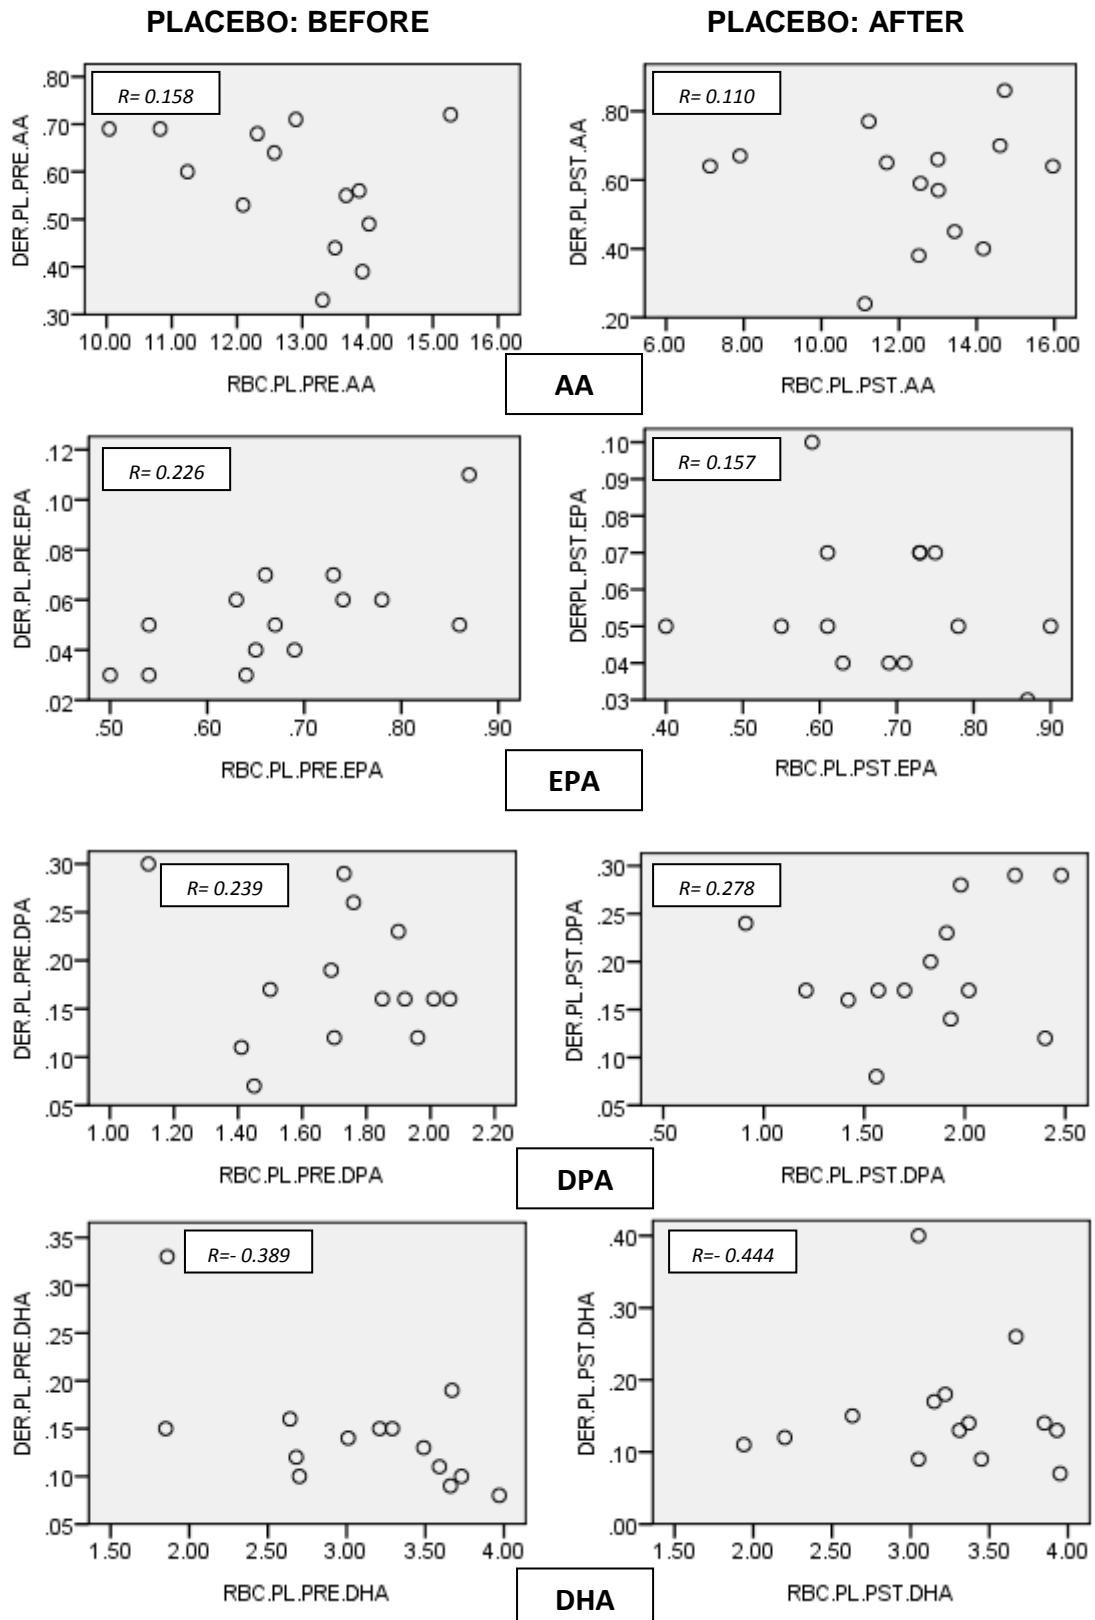 PLACEBO: BEFORE
PLACEBO: AFTER
R= 0.158
DER.PL.PRE.AA
.80
.70
.60
.50
.40
.30
10.00 11.00 12.00 13.00 14.00 15.00 16.00
RBC.PL.PRE.AA
R= 0.110
DER.PL.PST.AA
.80
.60
.40
.20
6.00 8.00 10.00 12.00 14.00 16.00
RBC.PL.PST.AA
AA
R= 0.226
DER.PL.PRE.EPA
.12
.10
.08
.06
.04
.02
.50 .60 .70 .80 .90
RBC.PL.PRE.EPA
R= 0.157
DERPL.PST.EPA
.10
.09
.08
.07
.06
.05
.04
.03
.40 .50 .60 .70 .80 .90
RBC.PL.PST.EPA
EPA
R= 0.239
DER.PL.PRE.DPA
.30
.25
.20
.15
.10
.05
1.00 1.20 1.40 1.60 1.80 2.00 2.20
RBC.PL.PRE.DPA
R= 0.278
DER.PL.PST.DPA
.30
.25
.20
.15
.10
.05
.50 1.00 1.50 2.00 2.50
RBC.PL.PST.DPA
DPA
R=- 0.389
DER.PL.PRE.DHA
.35
.30
.25
.20
.15
.10
.05
1.50 2.00 2.50 3.00 3.50 4.00
RBC.PL.PRE.DHA
R=- 0.444
DER.PL.PST.DHA
.40
.30
.20
.10
.00
1.50 2.00 2.50 3.00 3.50 4.00
RBC.PL.PST.DHA
DHA